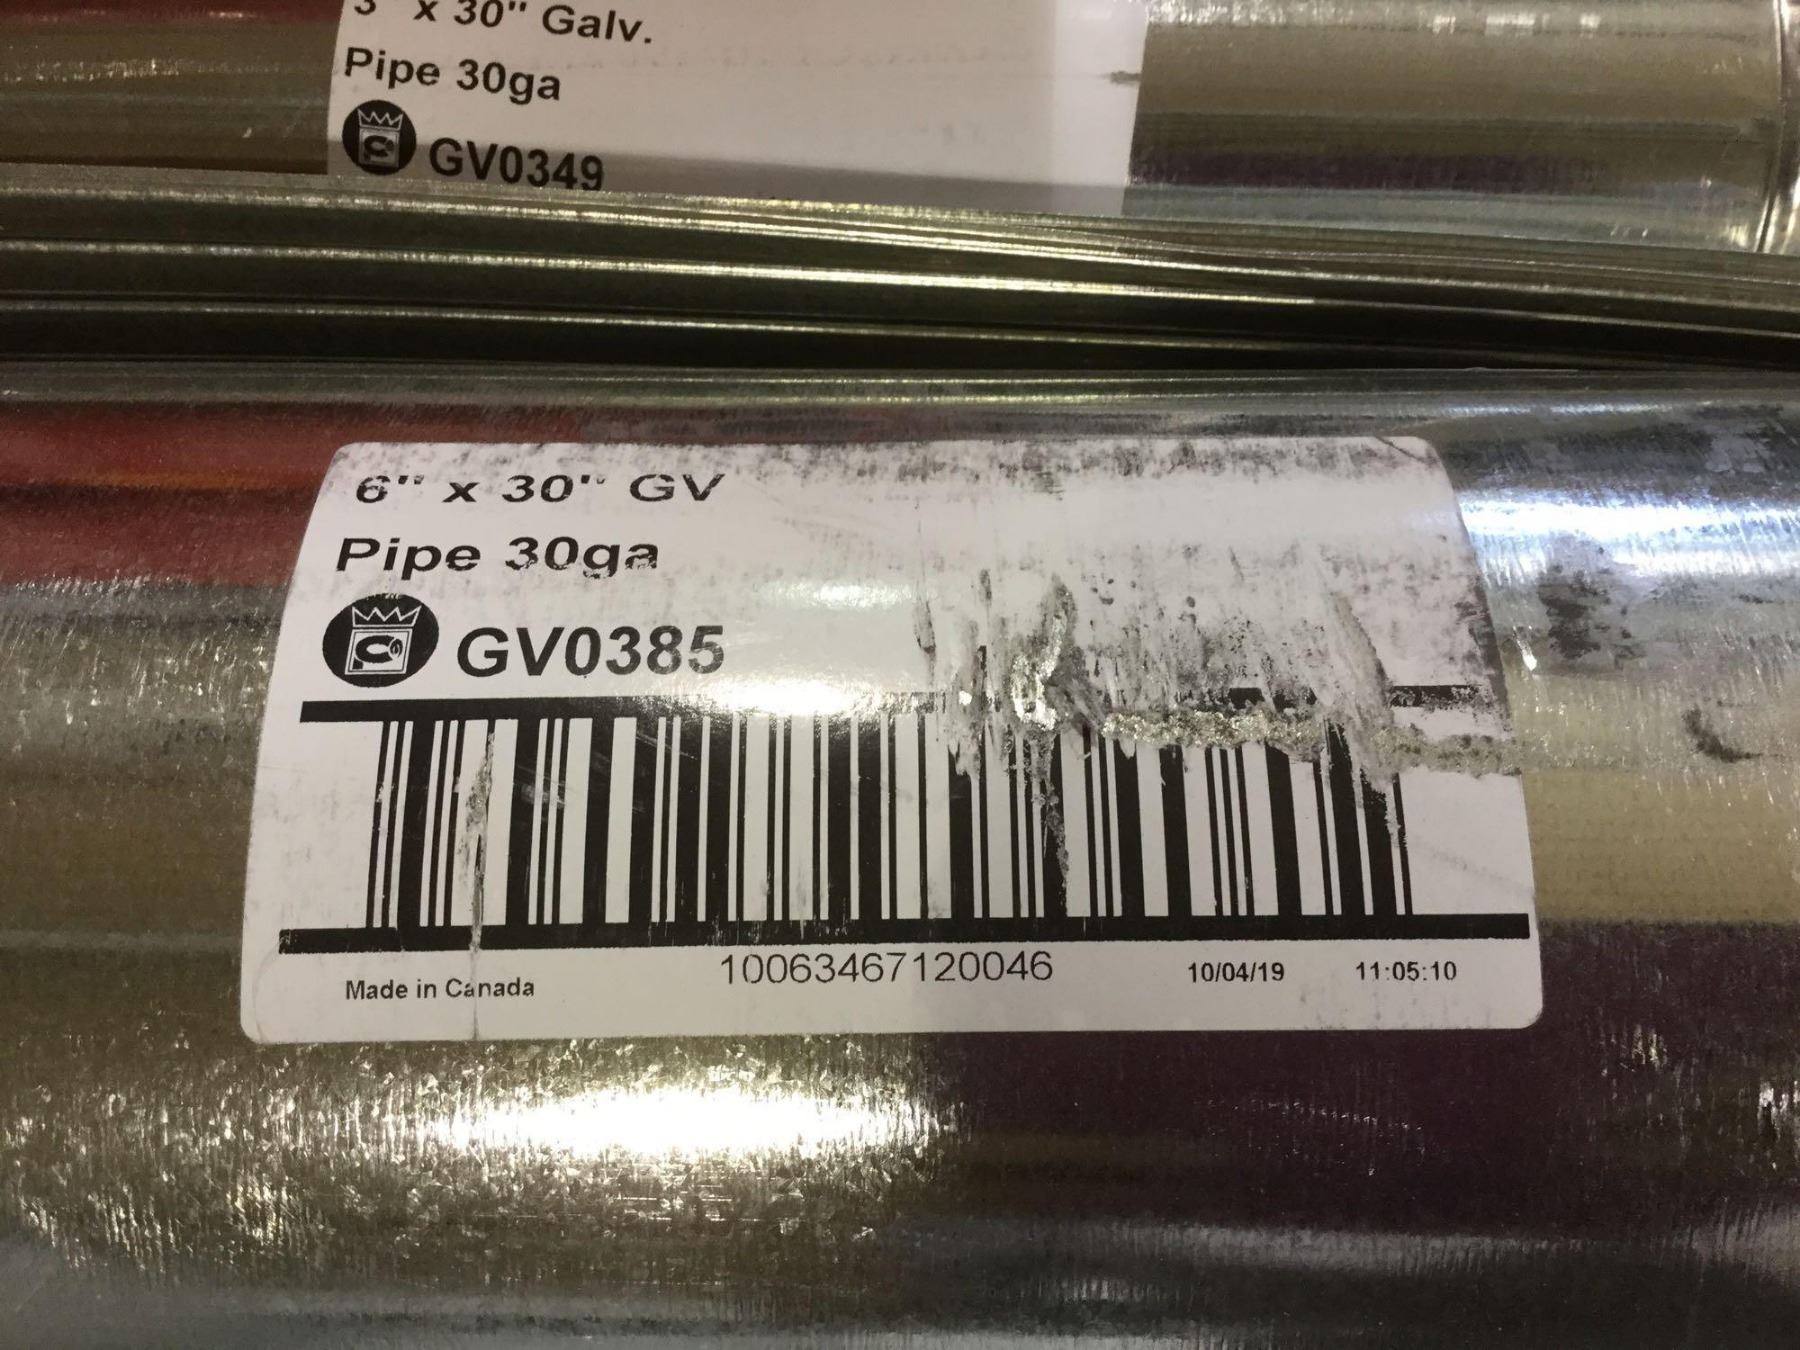 3" x 30" Galv.
Pipe 30ga
GV0349
6" x 30" GV
Pipe 30ga
GV0385
10063467120046
Made in Canada
10/04/19
11:05:10